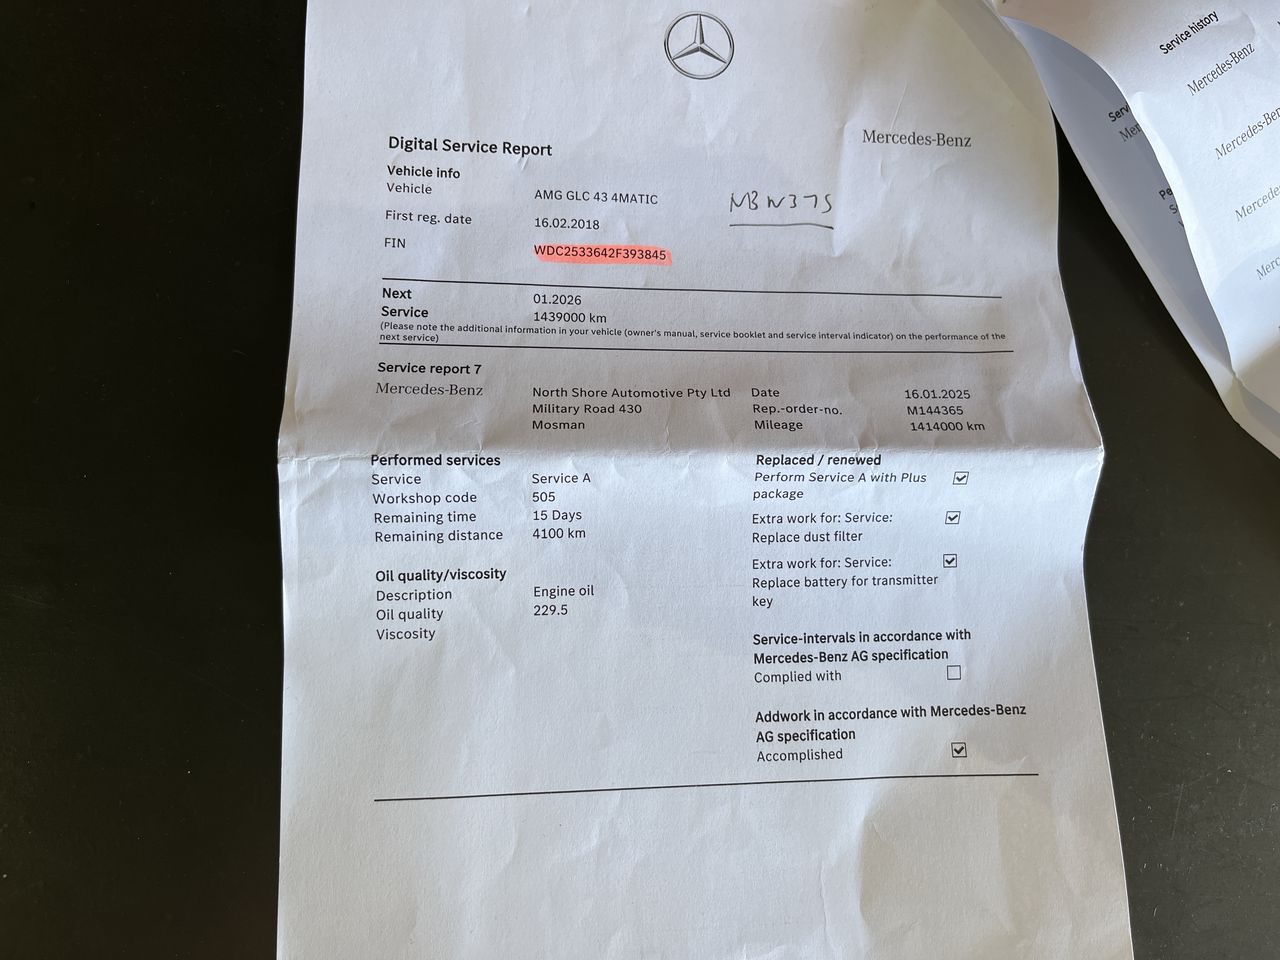 Digital Service Report
Mercedes-Benz
Vehicle info
Vehicle AMG GLC 43 4MATIC
First reg. date 16.02.2018
FIN WDC2533642F393845
Next 01.2026
Service 1439000 km
(Please note the additional information in your vehicle (owner's manual, service booklet and service interval indicator) on the performance of the
next service)
Service report 7
Mercedes-Benz North Shore Automotive Pty Ltd Date 16.01.2025
Military Road 430 Rep.-order-no. M144365
Mosman Mileage 1414000 km
Performed services
Service Service A
Workshop code 505
Remaining time 15 Days
Remaining distance 4100 km
Oil quality/viscosity
Description Engine oil
Oil quality 229.5
Viscosity
Replaced / renewed
Perform Service A with Plus
package
Extra work for: Service:
Replace dust filter
Extra work for: Service:
Replace battery for transmitter
key
Service-intervals in accordance with
Mercedes-Benz AG specification
Complied with
Addwork in accordance with Mercedes-Benz
AG specification
Accomplished
Service history
Mercedes-Benz